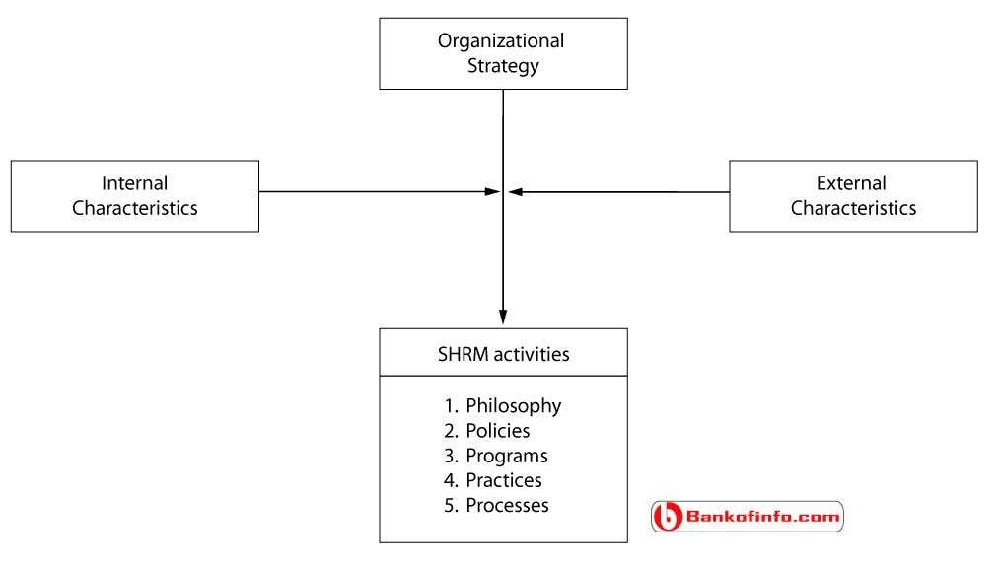 Organizational
Strategy
Internal
Characteristics
External
Characteristics
SHRM activities
1. Philosophy
2. Policies
3. Programs
4. Practices
5. Processes
b Bankofinfo.com